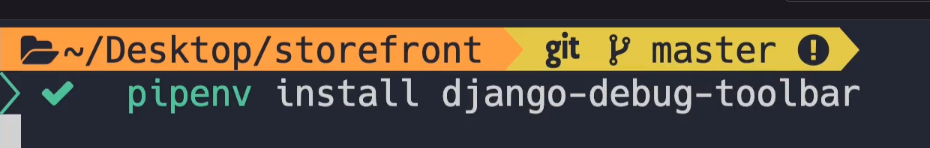 ~/Desktop/storefront git master
pipenv install django-debug-toolbar